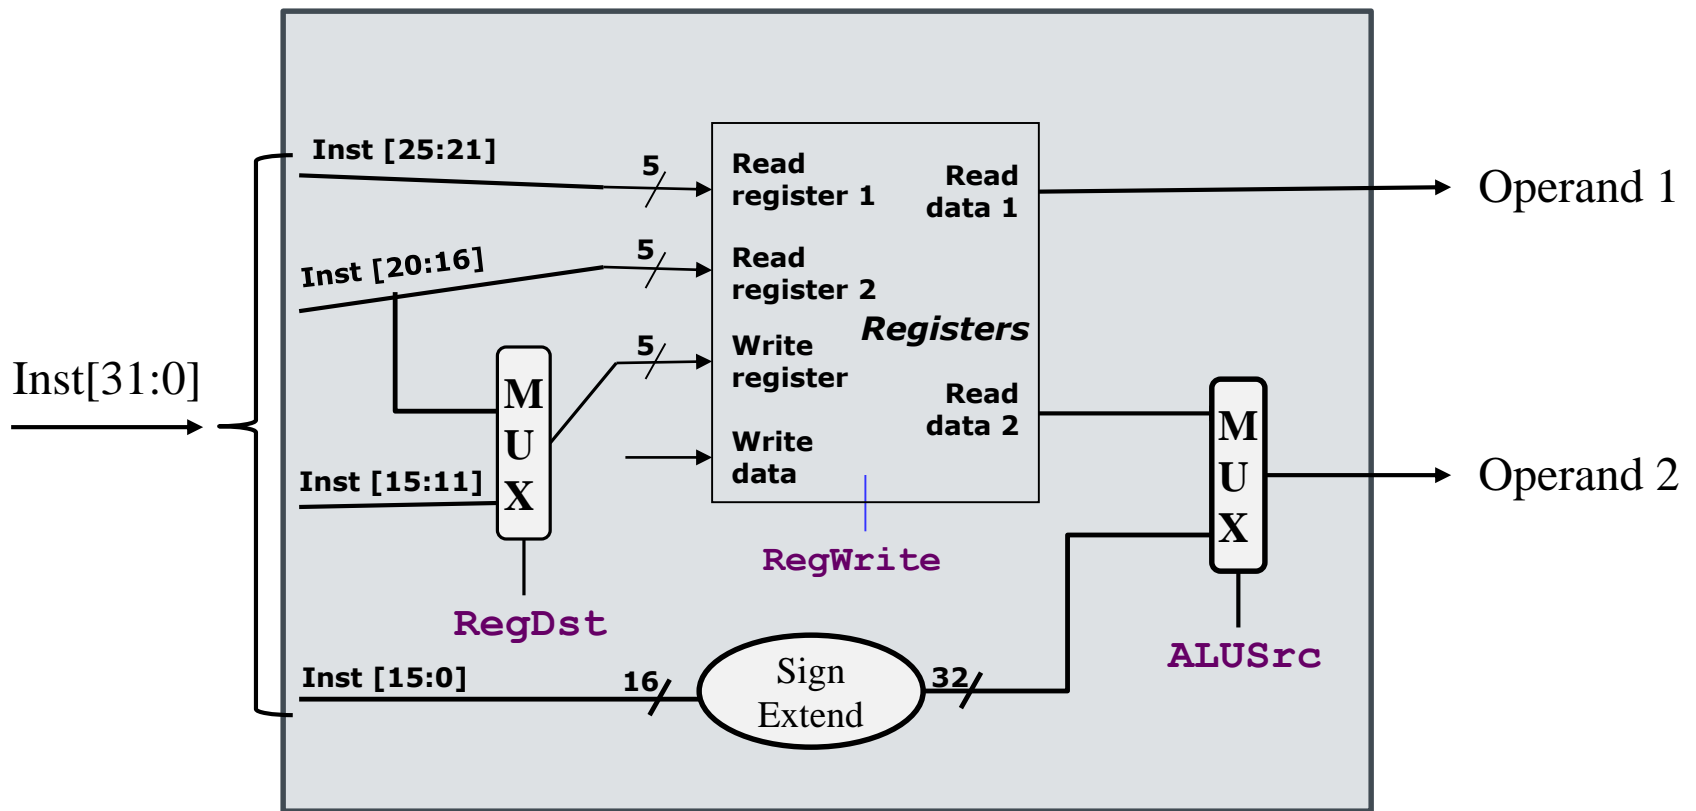 Inst[31:0]
Inst [25:21]
5
Inst [20:16]
5
5
Inst [15:11]
M
U
X
RegDst
Inst [15:0]
16
Sign
Extend
32
Read
register 1
Read
register 2
Write
register
Write
data
Registers
Read
data 1
Read
data 2
RegWrite
M
U
X
ALUSrc
Operand 1
Operand 2